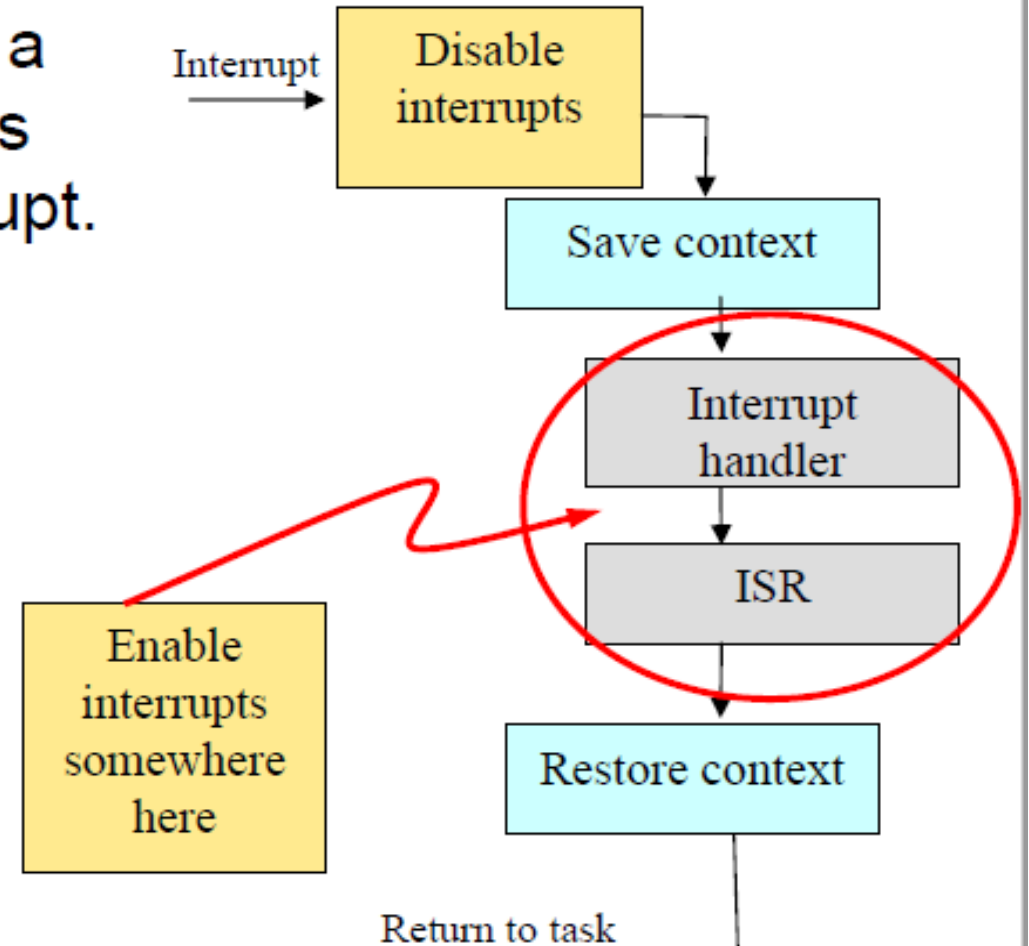 a
s
upt.
Interrupt
Disable
interrupts
Save context
Interrupt
handler
ISR
Enable
interrupts
somewhere
here
Restore context
Return to task